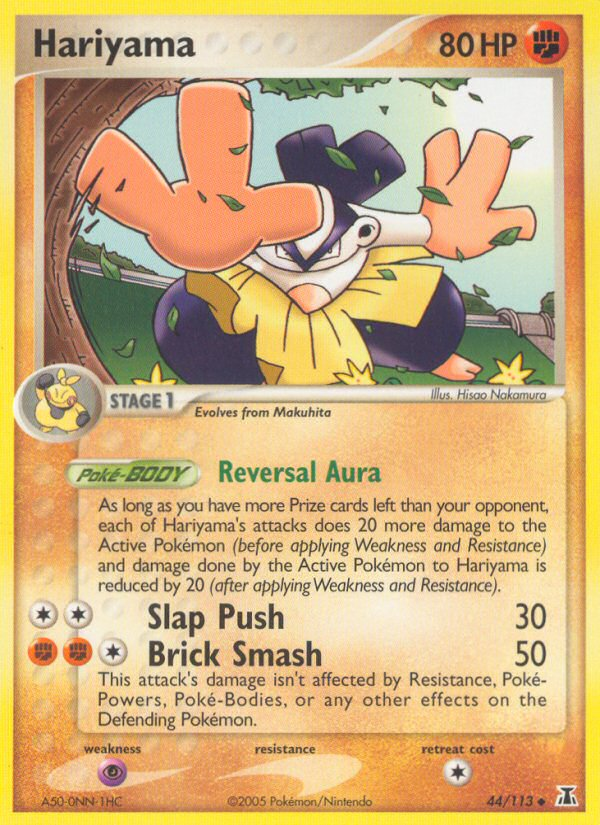 Hariyama 80 HP
Illus. Hisao Nakamura
STAGE 1
Evolves from Makuhita
Poké-BODY Reversal Aura
As long as you have more Prize cards left than your opponent,
each of Hariyama's attacks does 20 more damage to the
Active Pokémon (before applying Weakness and Resistance)
and damage done by the Active Pokémon to Hariyama is
reduced by 20 (after applying Weakness and Resistance).
Slap Push 30
Brick Smash 50
This attack's damage isn't affected by Resistance, Poké-
Powers, Poké-Bodies, or any other effects on the
Defending Pokémon.
weakness resistance retreat cost
A50-0NN-1HC ©2005 Pokémon/Nintendo 44/113